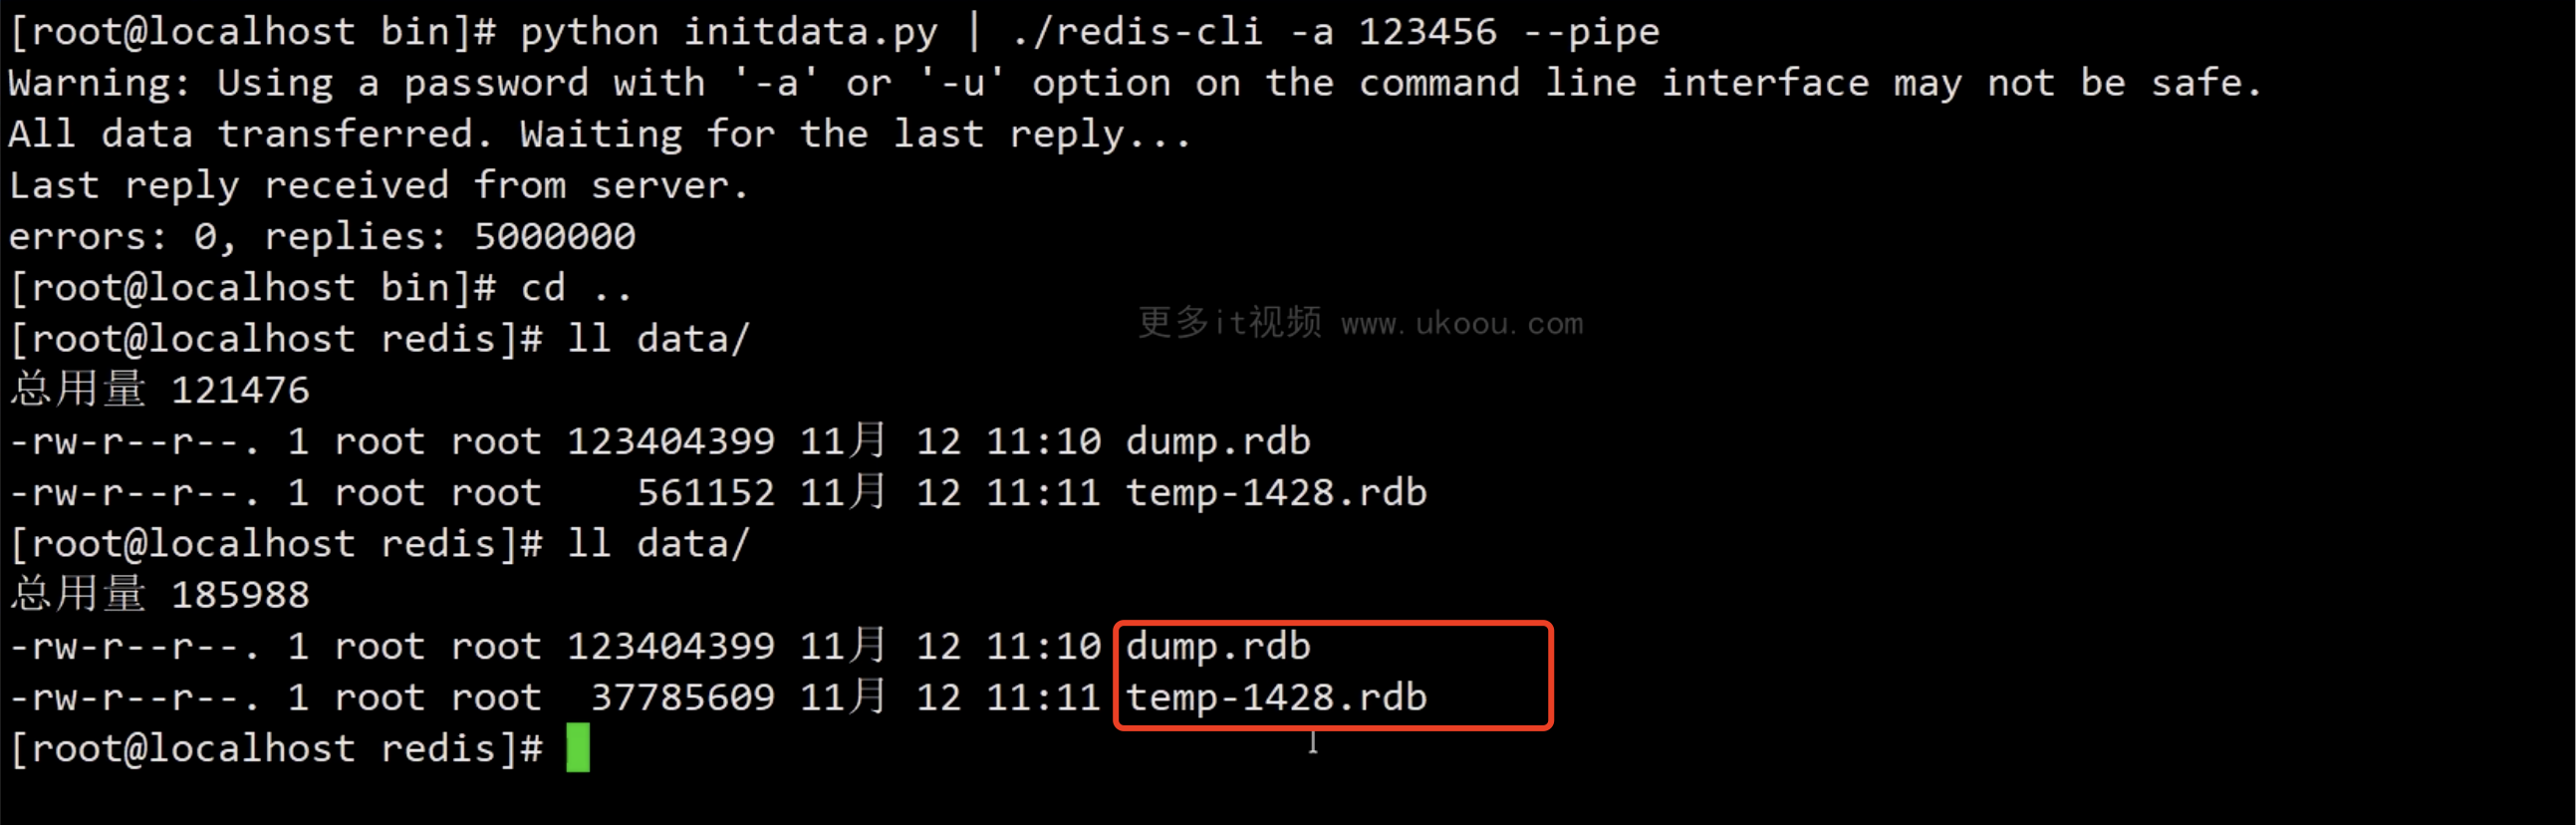 [root@localhost bin]# python initdata.py | ./redis-cli -a 123456 --pipe
Warning: Using a password with '-a' or '-u' option on the command line interface may not be safe.
All data transferred. Waiting for the last reply...
Last reply received from server.
errors: 0, replies: 5000000
[root@localhost bin]# cd ..
更多it视频 www.ukoou.com
[root@localhost redis]# ll data/
总用量 121476
-rw-r--r--. 1 root root 123404399 11月 12 11:10 dump.rdb
-rw-r--r--. 1 root root    561152 11月 12 11:11 temp-1428.rdb
[root@localhost redis]# ll data/
总用量 185988
-rw-r--r--. 1 root root 123404399 11月 12 11:10 dump.rdb
-rw-r--r--. 1 root root  37785609 11月 12 11:11 temp-1428.rdb
[root@localhost redis]#